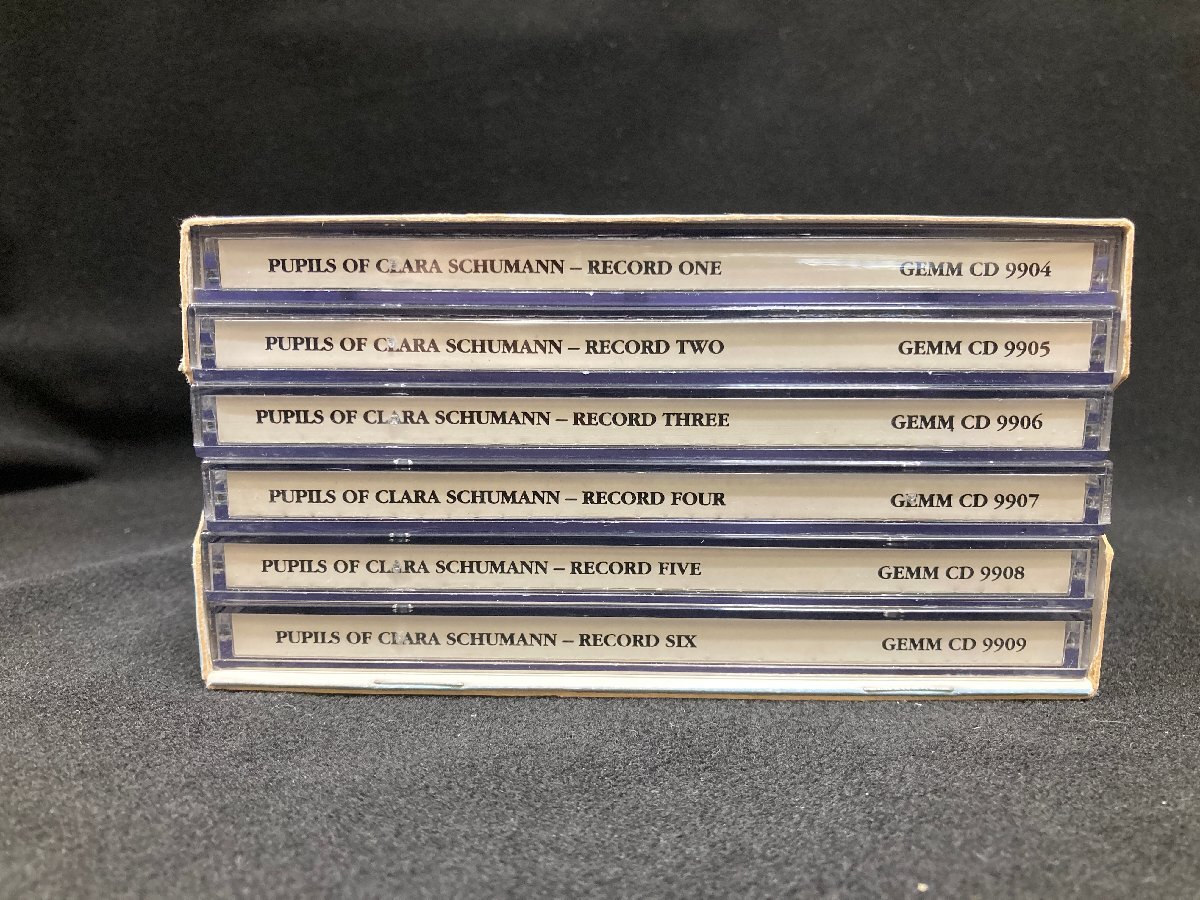 PUPILS OF CLARA SCHUMANN – RECORD ONE GEMM CD 9904
PUPILS OF CLARA SCHUMANN – RECORD TWO GEMM CD 9905
PUPILS OF CLARA SCHUMANN – RECORD THREE GEMM CD 9906
PUPILS OF CLARA SCHUMANN – RECORD FOUR GEMM CD 9907
PUPILS OF CLARA SCHUMANN – RECORD FIVE GEMM CD 9908
PUPILS OF CLARA SCHUMANN – RECORD SIX GEMM CD 9909